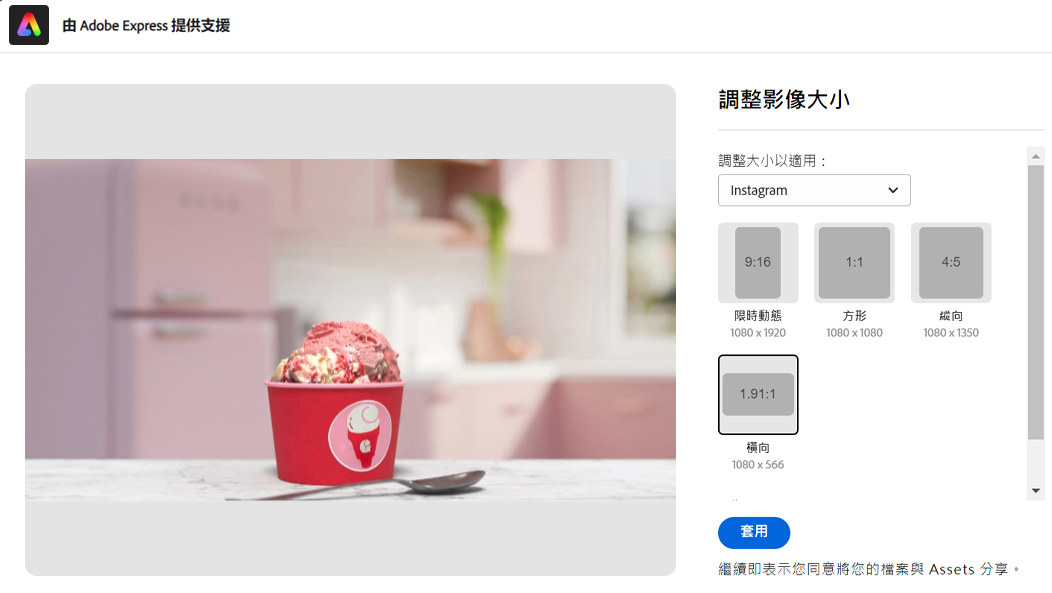 由 Adobe Express 提供支援
調整影像大小
調整大小以適用：
Instagram
9:16
1:1
4:5
限時動態
方形
縱向
1080 x 1920
1080 x 1080
1080 x 1350
1.91:1
橫向
1080 x 566
套用
繼續即表示您同意將您的檔案與 Assets 分享。